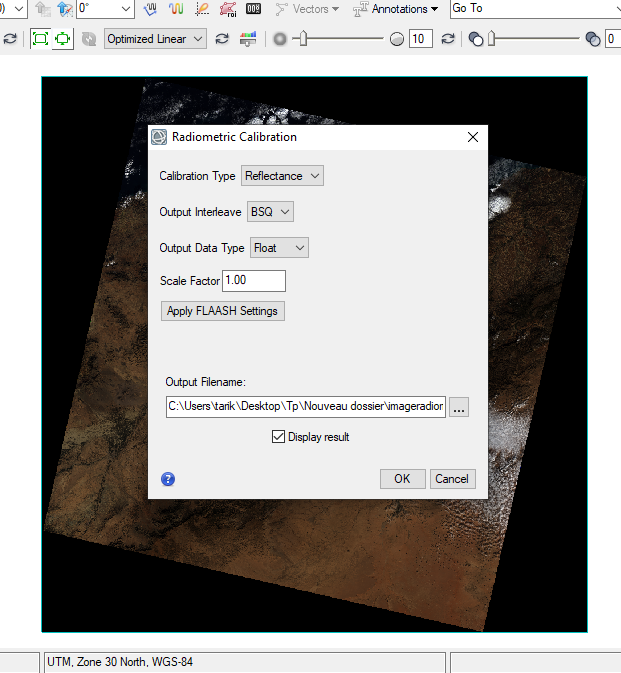 0°
roi
Vectors
Annotations
Go To
Optimized Linear
10
0
Radiometric Calibration
Calibration Type Reflectance
Output Interleave BSQ
Output Data Type Float
Scale Factor 1.00
Apply FLAASH Settings
Output Filename:
C:\Users\tarik\Desktop\Tp\Nouveau dossier\imageradior
...
Display result
?
OK Cancel
UTM, Zone 30 North, WGS-84